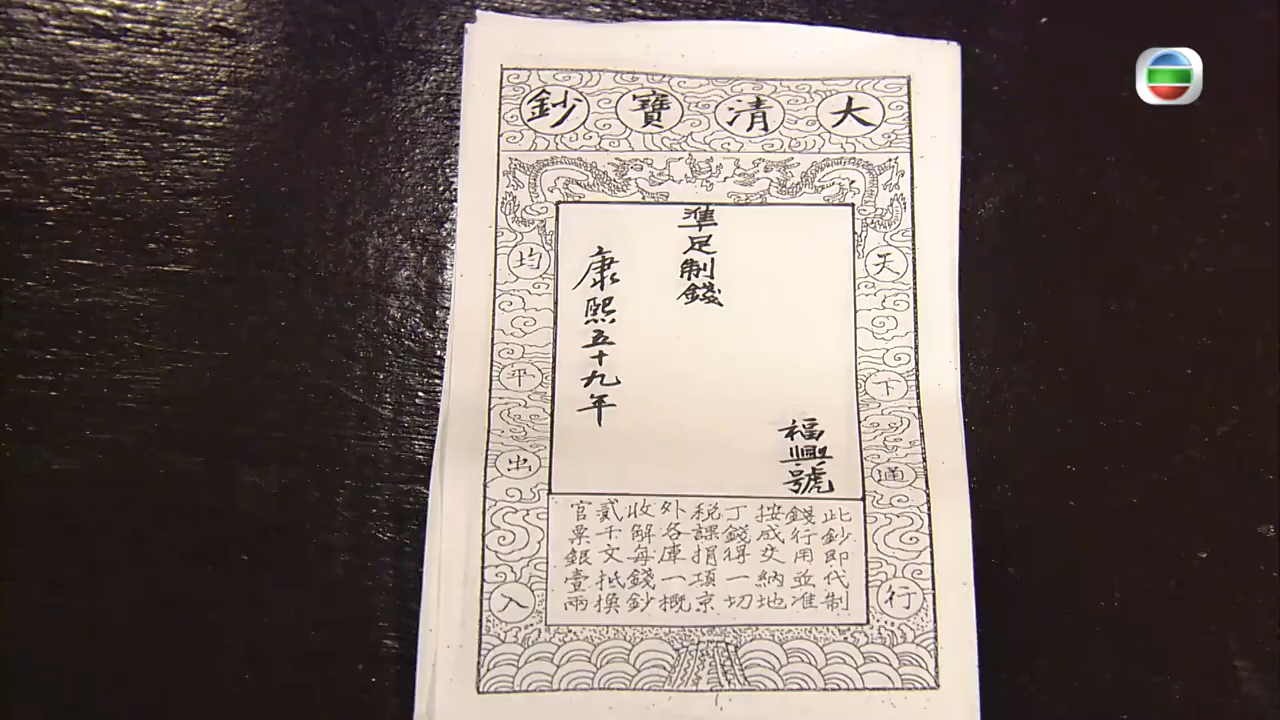 大清寶鈔
天下通行
均平出入
福興號
準足制錢
康熙五十九年
此鈔即代制
錢行用並准
按成交納地
丁錢得一切
稅課捐項京
外各庫一概
收解每錢鈔
貳千文抵換
官票銀壹兩